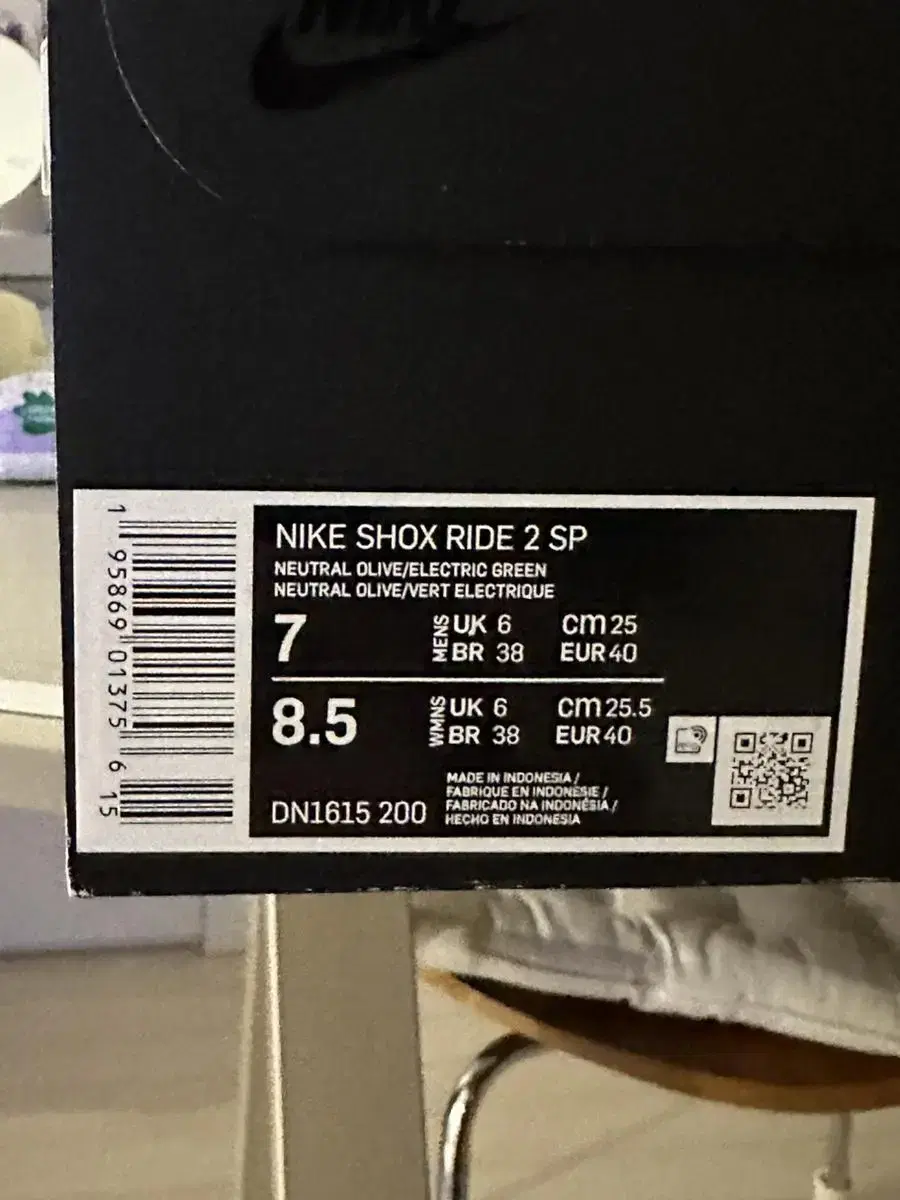 NIKE
NIKE SHOX RIDE 2 SP
NEUTRAL OLIVE/ELECTRIC GREEN
NEUTRAL OLIVE/VERT ELECTRIQUE
7 MENS UK 6 cm 25
BR 38 EUR 40
8.5 WMNS UK 6 cm 25.5
BR 38 EUR 40
DN1615 200
MADE IN INDONESIA /
FABRIQUE EN INDONESIE /
FABRICADO NA INDONÉSIA /
HECHO EN INDONESIA
1 95869 01375 6 15